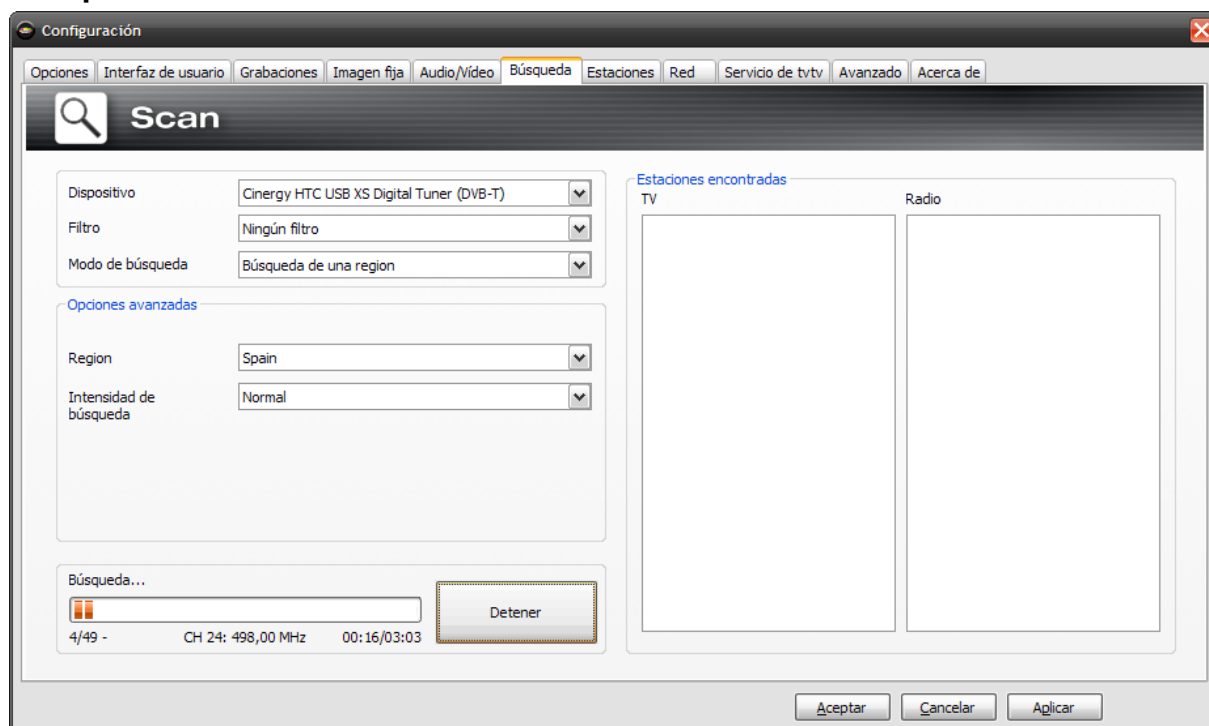 Configuración
Opciones Interfaz de usuario Grabaciones Imagen fija Audio/Vídeo Búsqueda Estaciones Red Servicio de tvtv Avanzado Acerca de
Scan
Dispositivo Cinergy HTC USB XS Digital Tuner (DVB-T)
Filtro Ningún filtro
Modo de búsqueda Búsqueda de una region
Opciones avanzadas
Region Spain
Intensidad de búsqueda Normal
Búsqueda...
4/49 - CH 24: 498,00 MHz 00:16/03:03
Detener
Estaciones encontradas
TV Radio
Aceptar Cancelar Aplicar